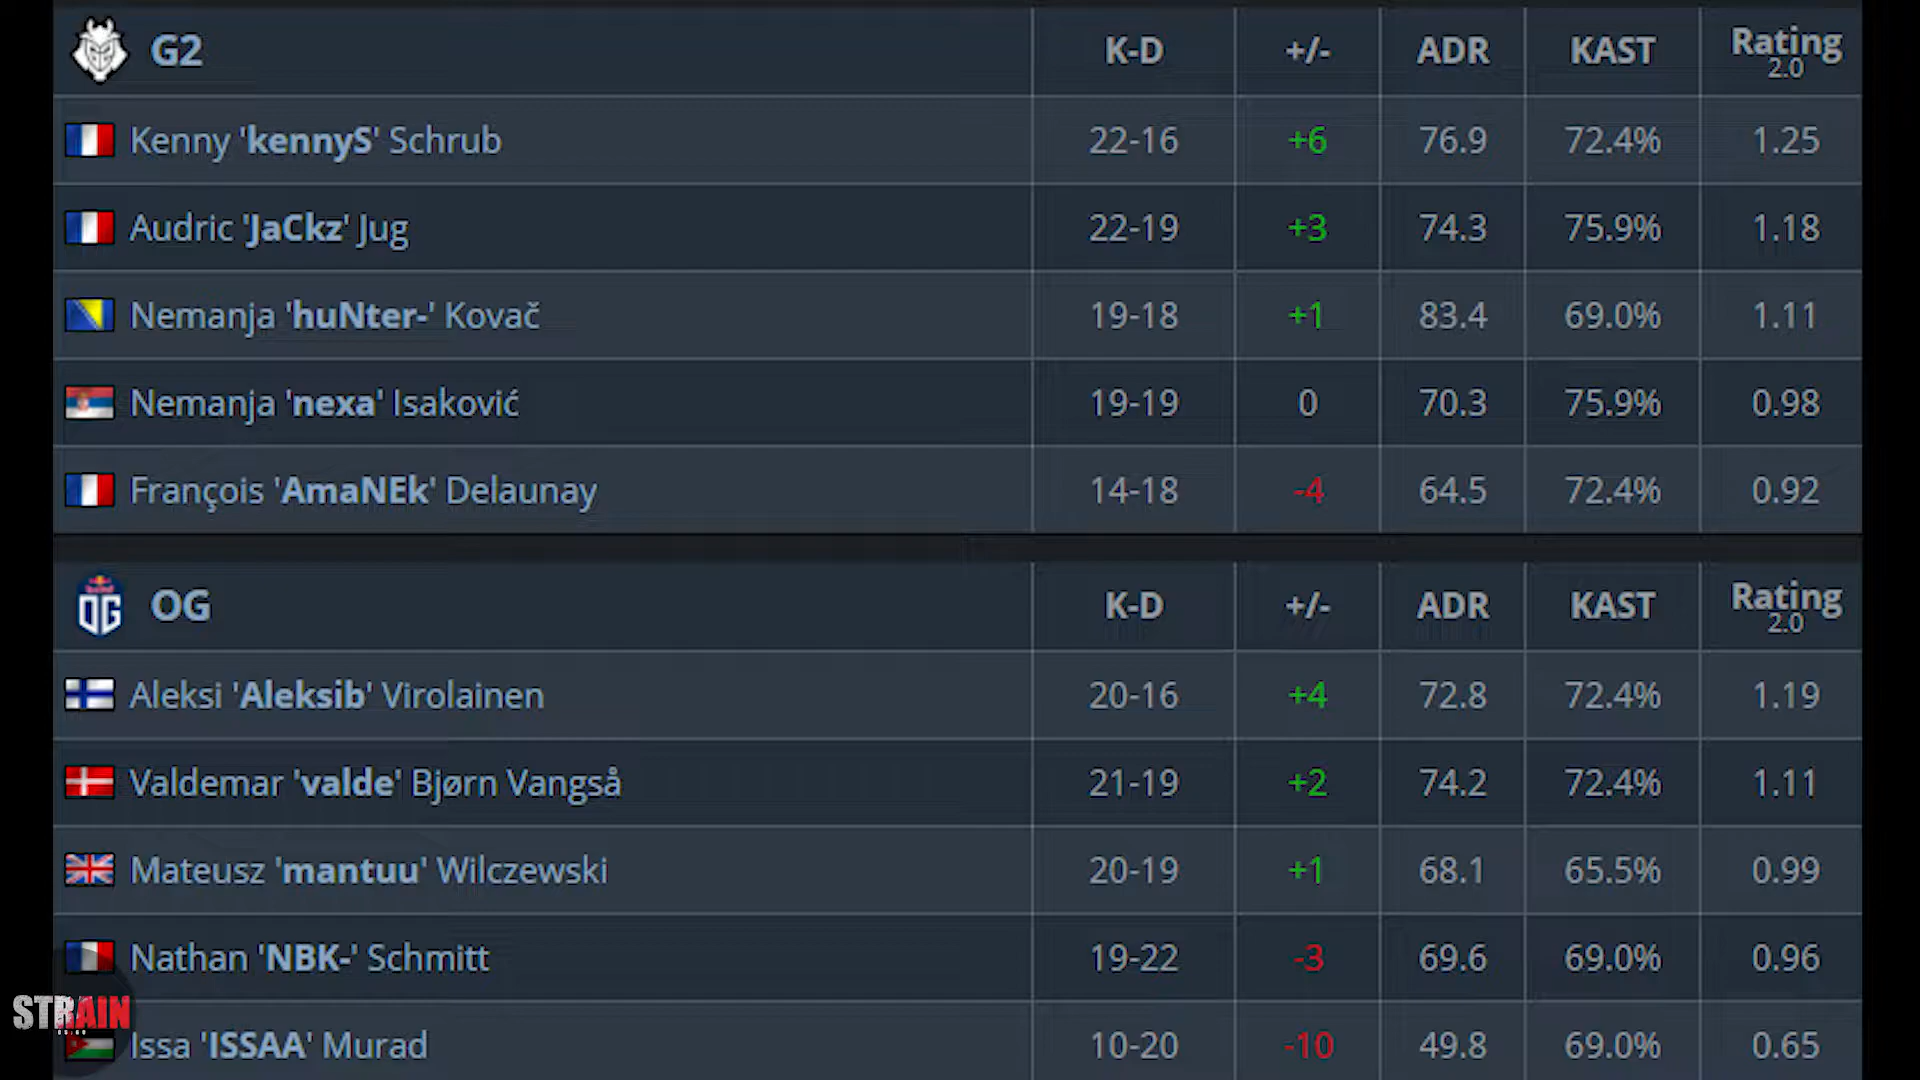 G2 K-D +/- ADR KAST Rating 2.0
Kenny 'kennyS' Schrub 22-16 +6 76.9 72.4% 1.25
Audric 'JaCkz' Jug 22-19 +3 74.3 75.9% 1.18
Nemanja 'huNter-' Kovač 19-18 +1 83.4 69.0% 1.11
Nemanja 'nexa' Isaković 19-19 0 70.3 75.9% 0.98
François 'AmaNEk' Delaunay 14-18 -4 64.5 72.4% 0.92
OG OG K-D +/- ADR KAST Rating 2.0
Aleksi 'Aleksib' Virolainen 20-16 +4 72.8 72.4% 1.19
Valdemar 'valde' Bjørn Vangså 21-19 +2 74.2 72.4% 1.11
Mateusz 'mantuu' Wilczewski 20-19 +1 68.1 65.5% 0.99
Nathan 'NBK-' Schmitt 19-22 -3 69.6 69.0% 0.96
STRAIN
Issa 'ISSAA' Murad 10-20 -10 49.8 69.0% 0.65